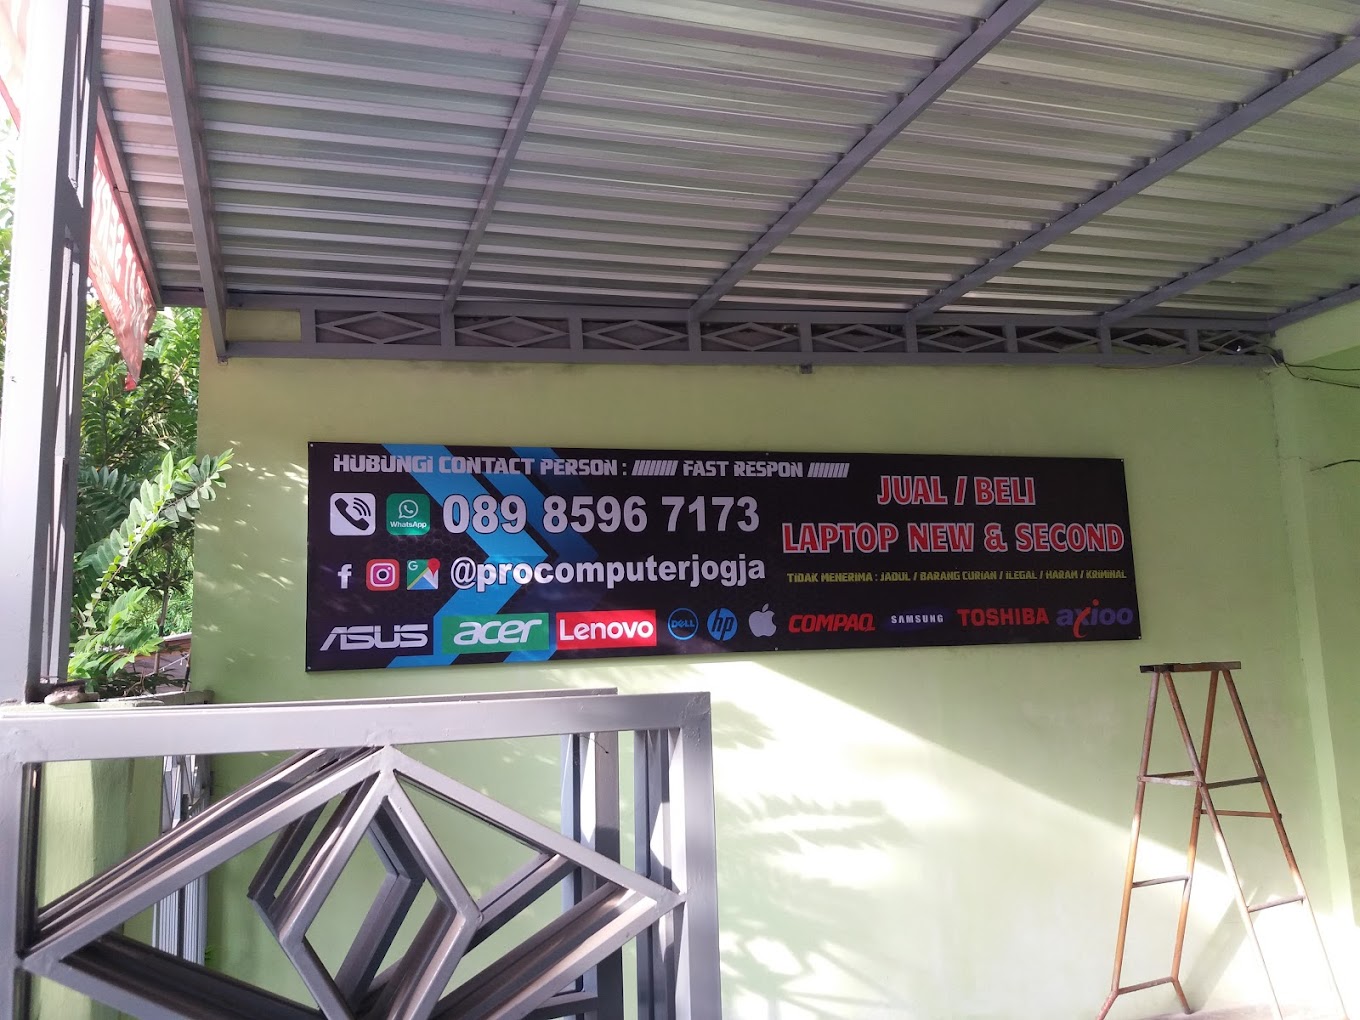 HUBUNGI CONTACT PERSON : //////// FAST RESPON ////////
WhatsApp
089 8596 7173
f G @procomputerjogja
JUAL / BELI
LAPTOP NEW & SECOND
TIDAK MENERIMA : JADUL / BARANG CURIAN / ILEGAL / HARAM / KRIMINAL
ASUS acer Lenovo DELL hp COMPAQ SAMSUNG TOSHIBA axioo